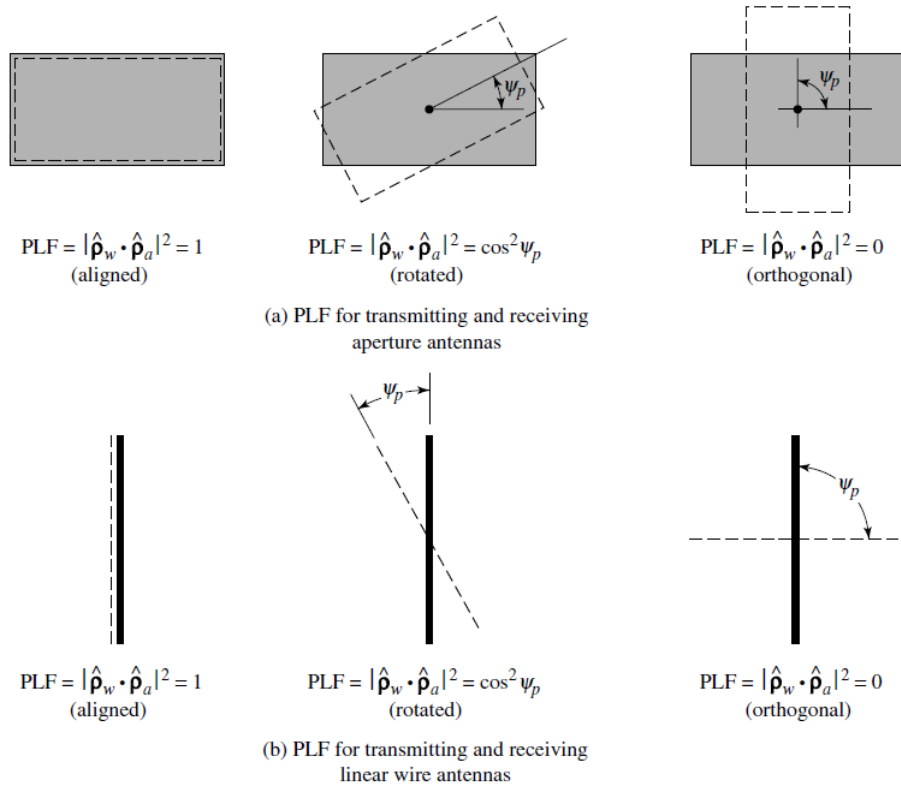 ψp
ψp
PLF = |ρ̂w • ρ̂a|² = 1
(aligned)
PLF = |ρ̂w • ρ̂a|² = cos²ψp
(rotated)
PLF = |ρ̂w • ρ̂a|² = 0
(orthogonal)
(a) PLF for transmitting and receiving
aperture antennas
ψp
ψp
PLF = |ρ̂w • ρ̂a|² = 1
(aligned)
PLF = |ρ̂w • ρ̂a|² = cos²ψp
(rotated)
PLF = |ρ̂w • ρ̂a|² = 0
(orthogonal)
(b) PLF for transmitting and receiving
linear wire antennas